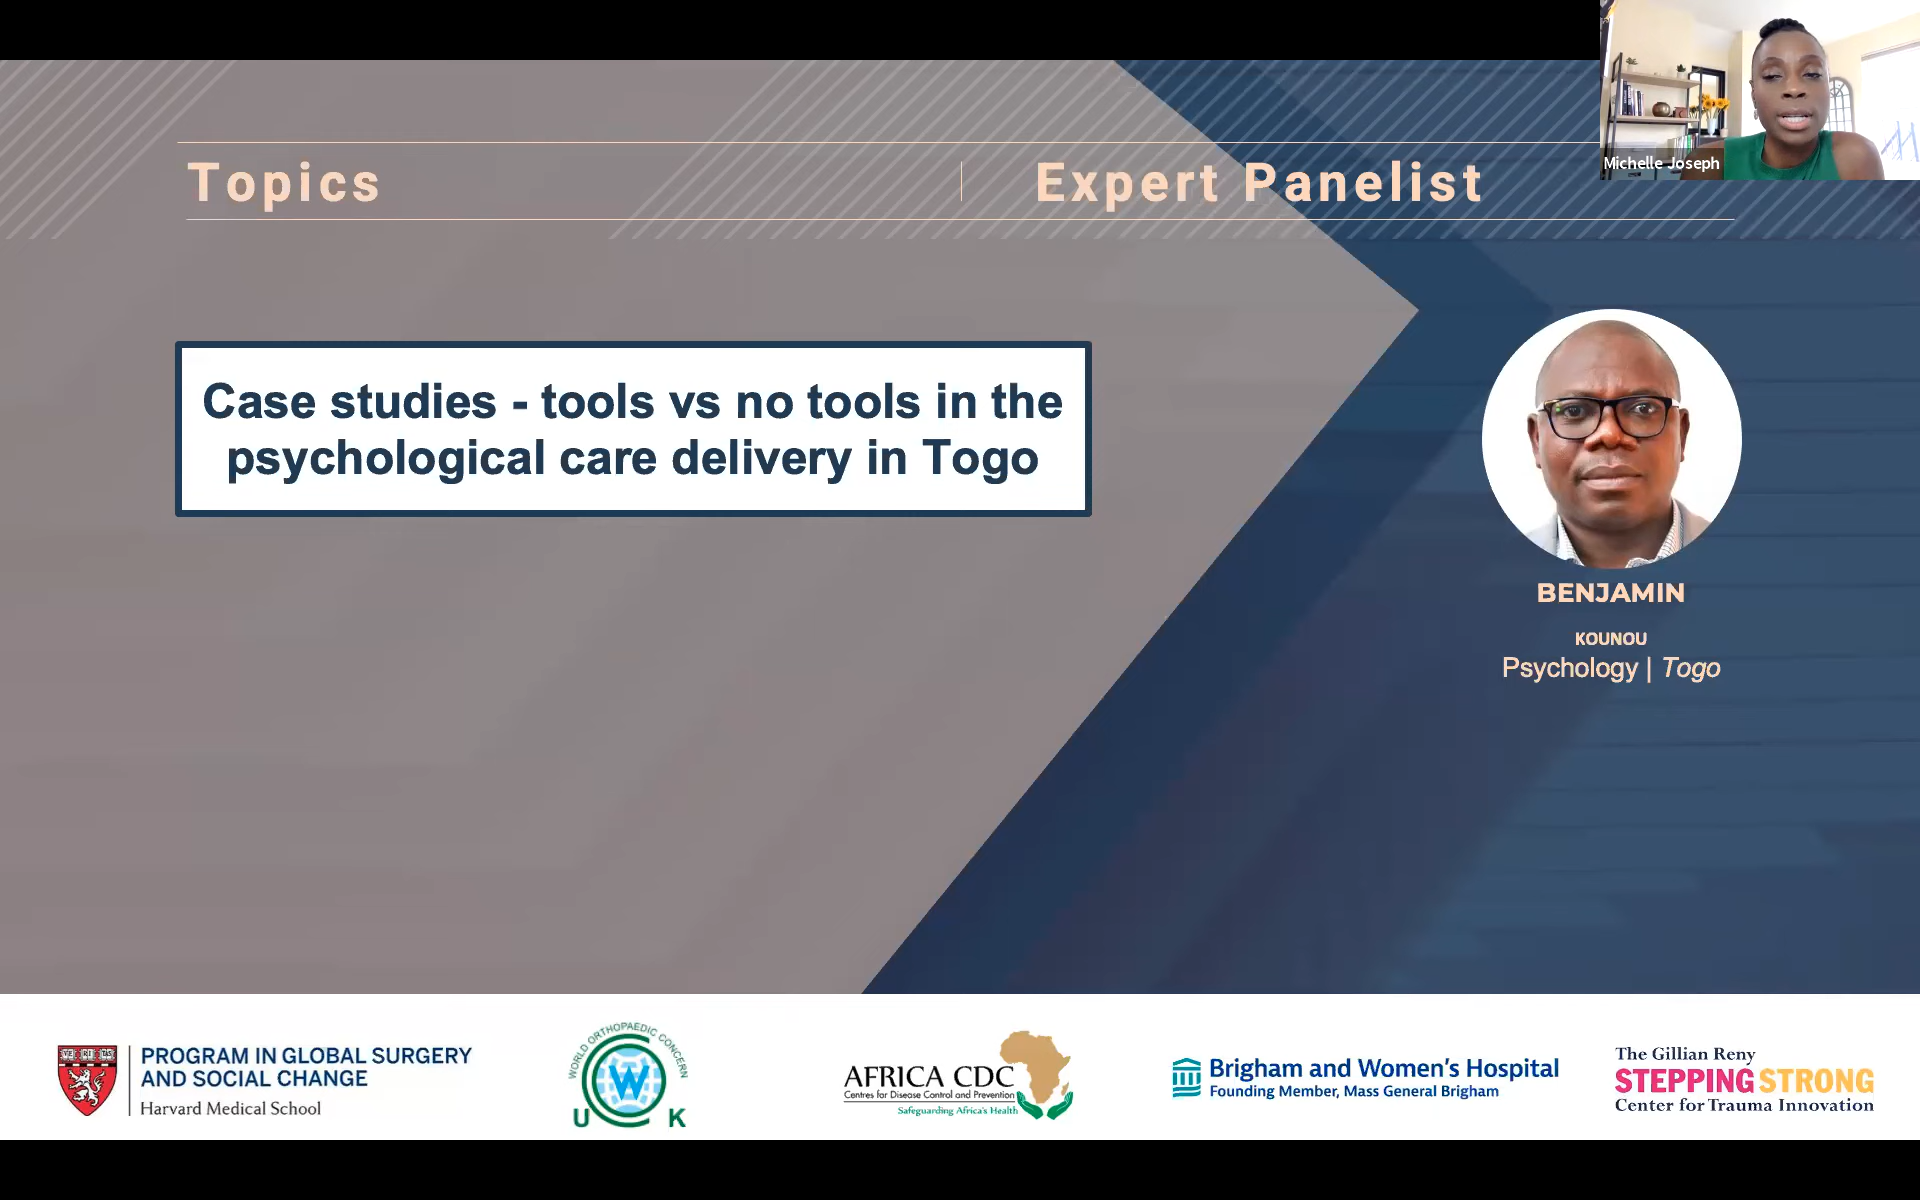 Michelle Joseph
Topics
Expert Panelist
Case studies - tools vs no tools in the
psychological care delivery in Togo
BENJAMIN
KOUNOU
Psychology | Togo
VE RI TAS
PROGRAM IN GLOBAL SURGERY
AND SOCIAL CHANGE
Harvard Medical School
WORLD ORTHOPAEDIC CONCERN
W
U K
AFRICA CDC
Centres for Disease Control and Prevention
Safeguarding Africa's Health
Brigham and Women's Hospital
Founding Member, Mass General Brigham
The Gillian Reny
STEPPING STRONG
Center for Trauma Innovation